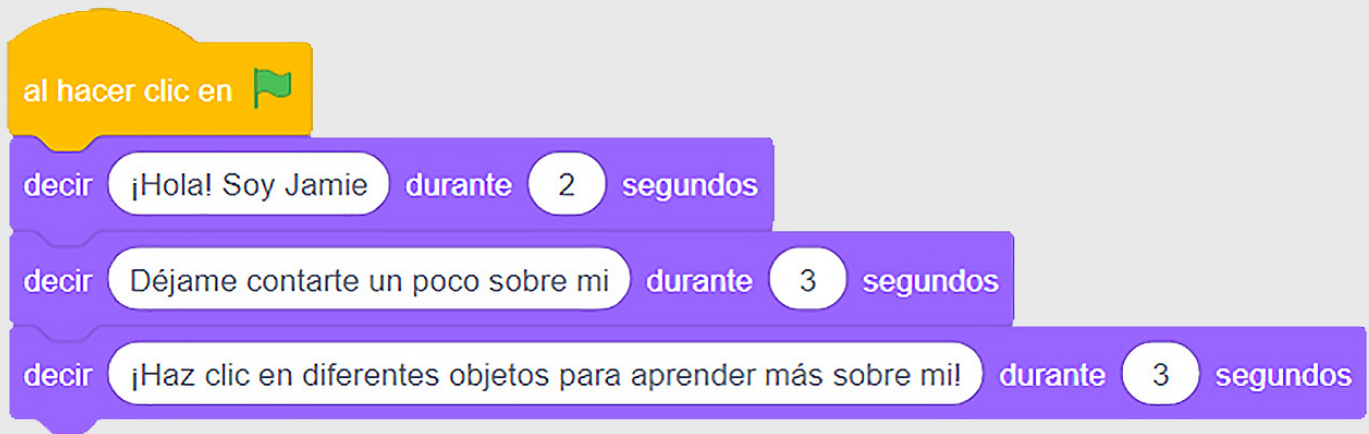 al hacer clic en
decir ¡Hola! Soy Jamie durante 2 segundos
decir Déjame contarte un poco sobre mi durante 3 segundos
decir ¡Haz clic en diferentes objetos para aprender más sobre mi! durante 3 segundos